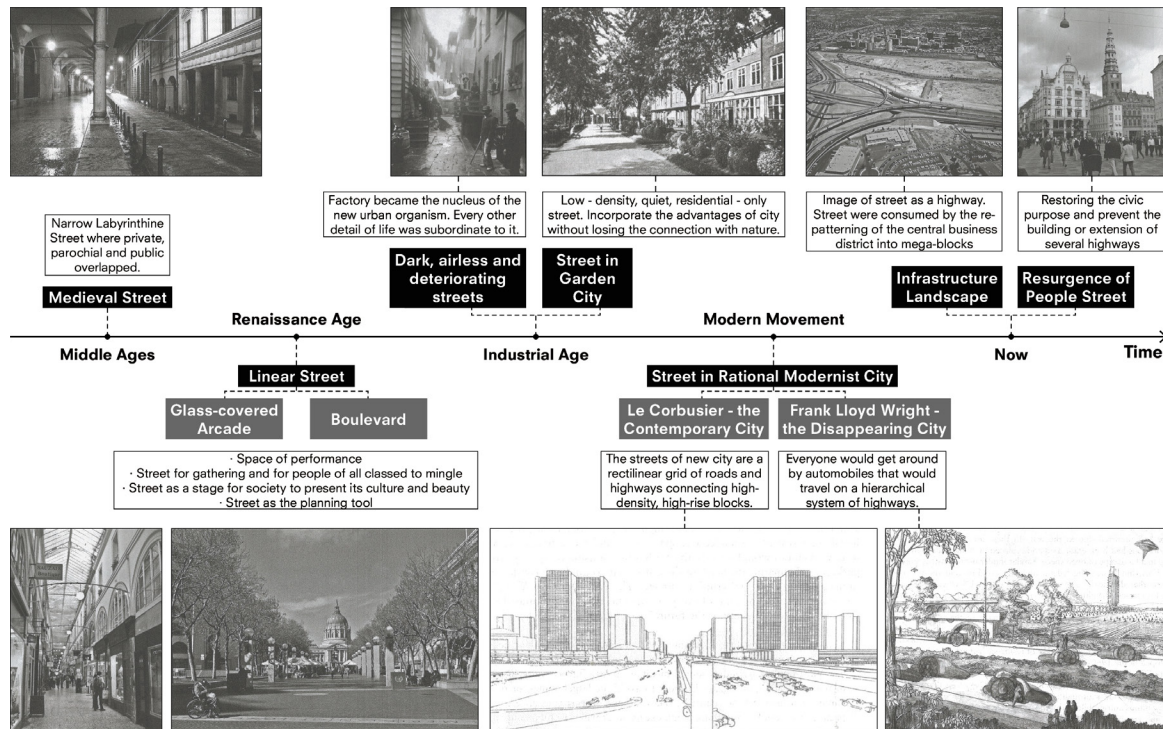 Narrow Labyrinthine
Street where private,
parochial and public
overlapped.
Medieval Street
Factory became the nucleus of the
new urban organism. Every other
detail of life was subordinate to it.
Dark, airless and
deteriorating
streets
Low - density, quiet, residential - only
street. Incorporate the advantages of city
without losing the connection with nature.
Street in
Garden
City
Image of street as a highway.
Street were consumed by the re-
patterning of the central business
district into mega-blocks
Infrastructure
Landscape
Restoring the civic
purpose and prevent the
building or extension of
several highways
Resurgence of
People Street
Renaissance Age
Modern Movement
Middle Ages
Industrial Age
Now
Time
Linear Street
Glass-covered
Arcade
Boulevard
· Space of performance
· Street for gathering and for people of all classed to mingle
· Street as a stage for society to present its culture and beauty
· Street as the planning tool
Street in Rational Modernist City
Le Corbusier - the
Contemporary City
Frank Lloyd Wright -
the Disappearing City
The streets of new city are a
rectilinear grid of roads and
highways connecting high-
density, high-rise blocks.
Everyone would get around
by automobiles that would
travel on a hierarchical
system of highways.